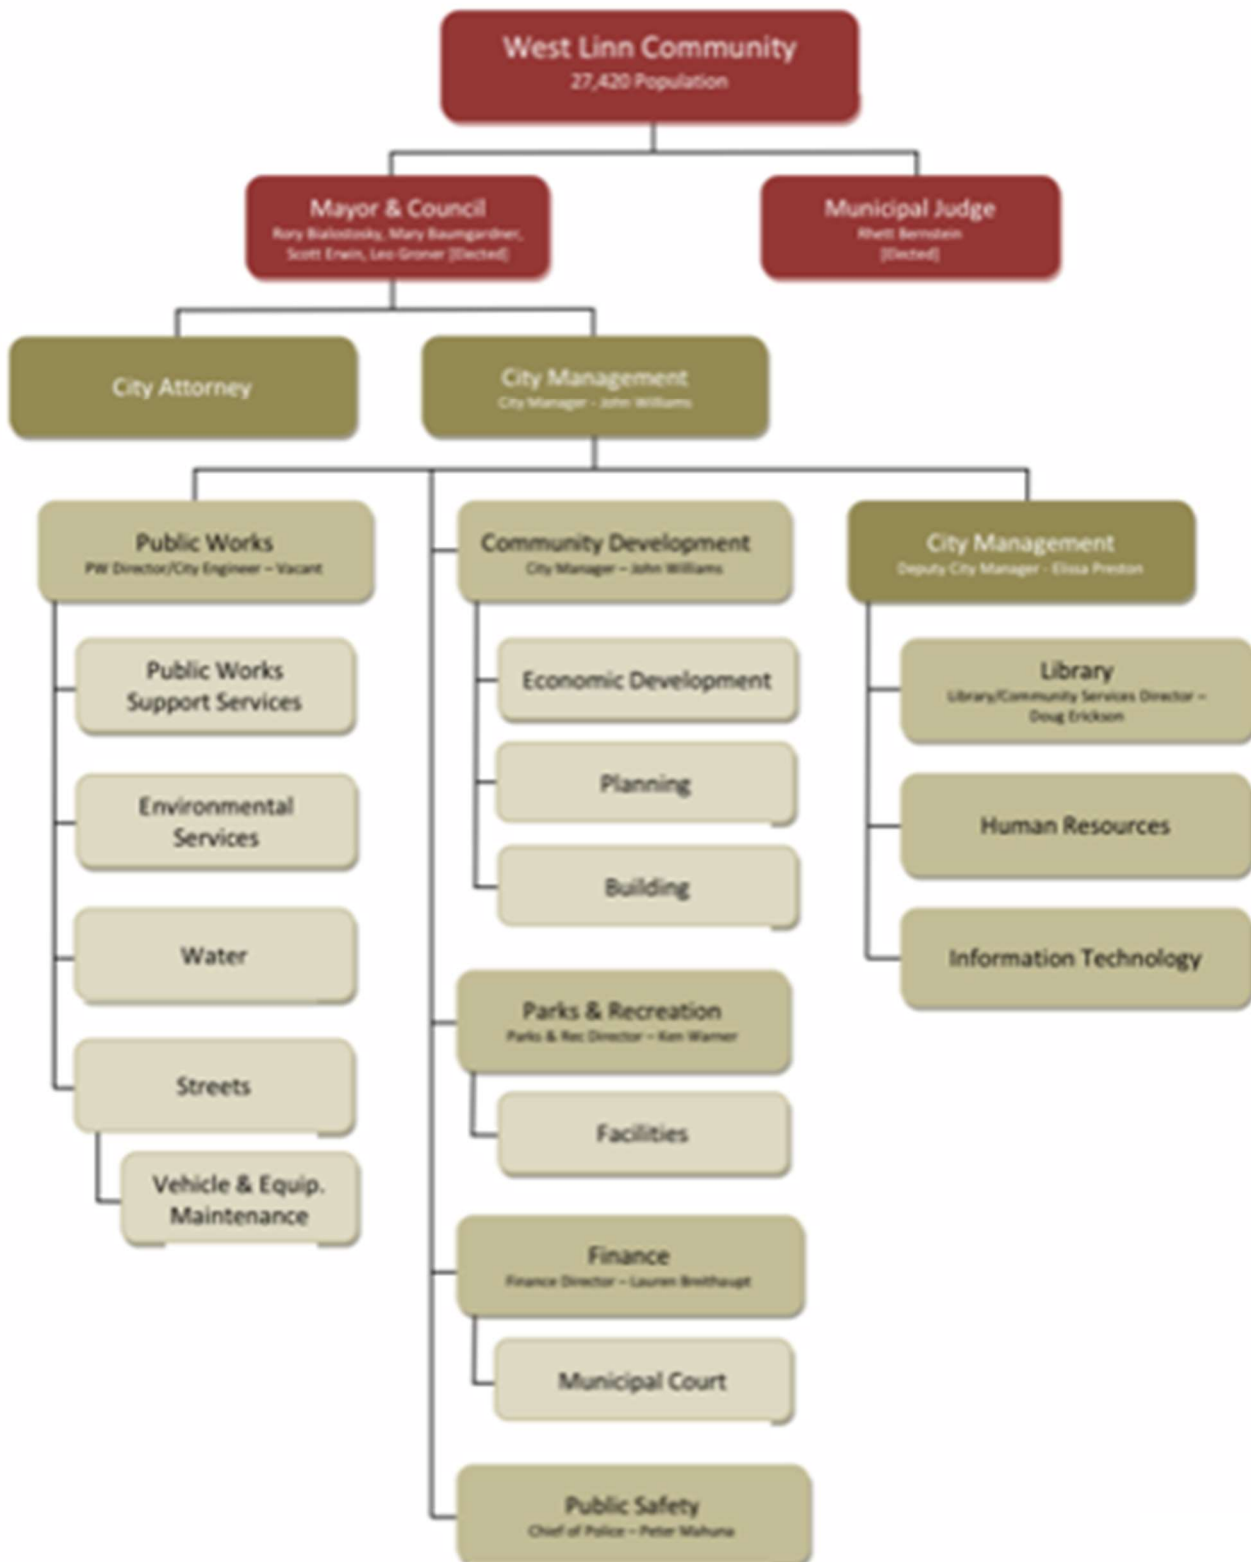 West Linn Community
27,420 Population
Mayor & Council
Rory Bialostosky, Mary Baumgardner,
Scott Erwin, Leo Groner [Elected]
Municipal Judge
Rhett Bernstein
[Elected]
City Attorney
City Management
City Manager - John Williams
Public Works
PW Director/City Engineer – Vacant
Public Works
Support Services
Environmental
Services
Water
Streets
Vehicle & Equip.
Maintenance
Community Development
City Manager – John Williams
Economic Development
Planning
Building
Parks & Recreation
Parks & Rec Director – Ken Warner
Facilities
Finance
Finance Director – Lauren Breithaupt
Municipal Court
Public Safety
Chief of Police – Peter Mahuna
City Management
Deputy City Manager - Elissa Preston
Library
Library/Community Services Director –
Doug Erickson
Human Resources
Information Technology